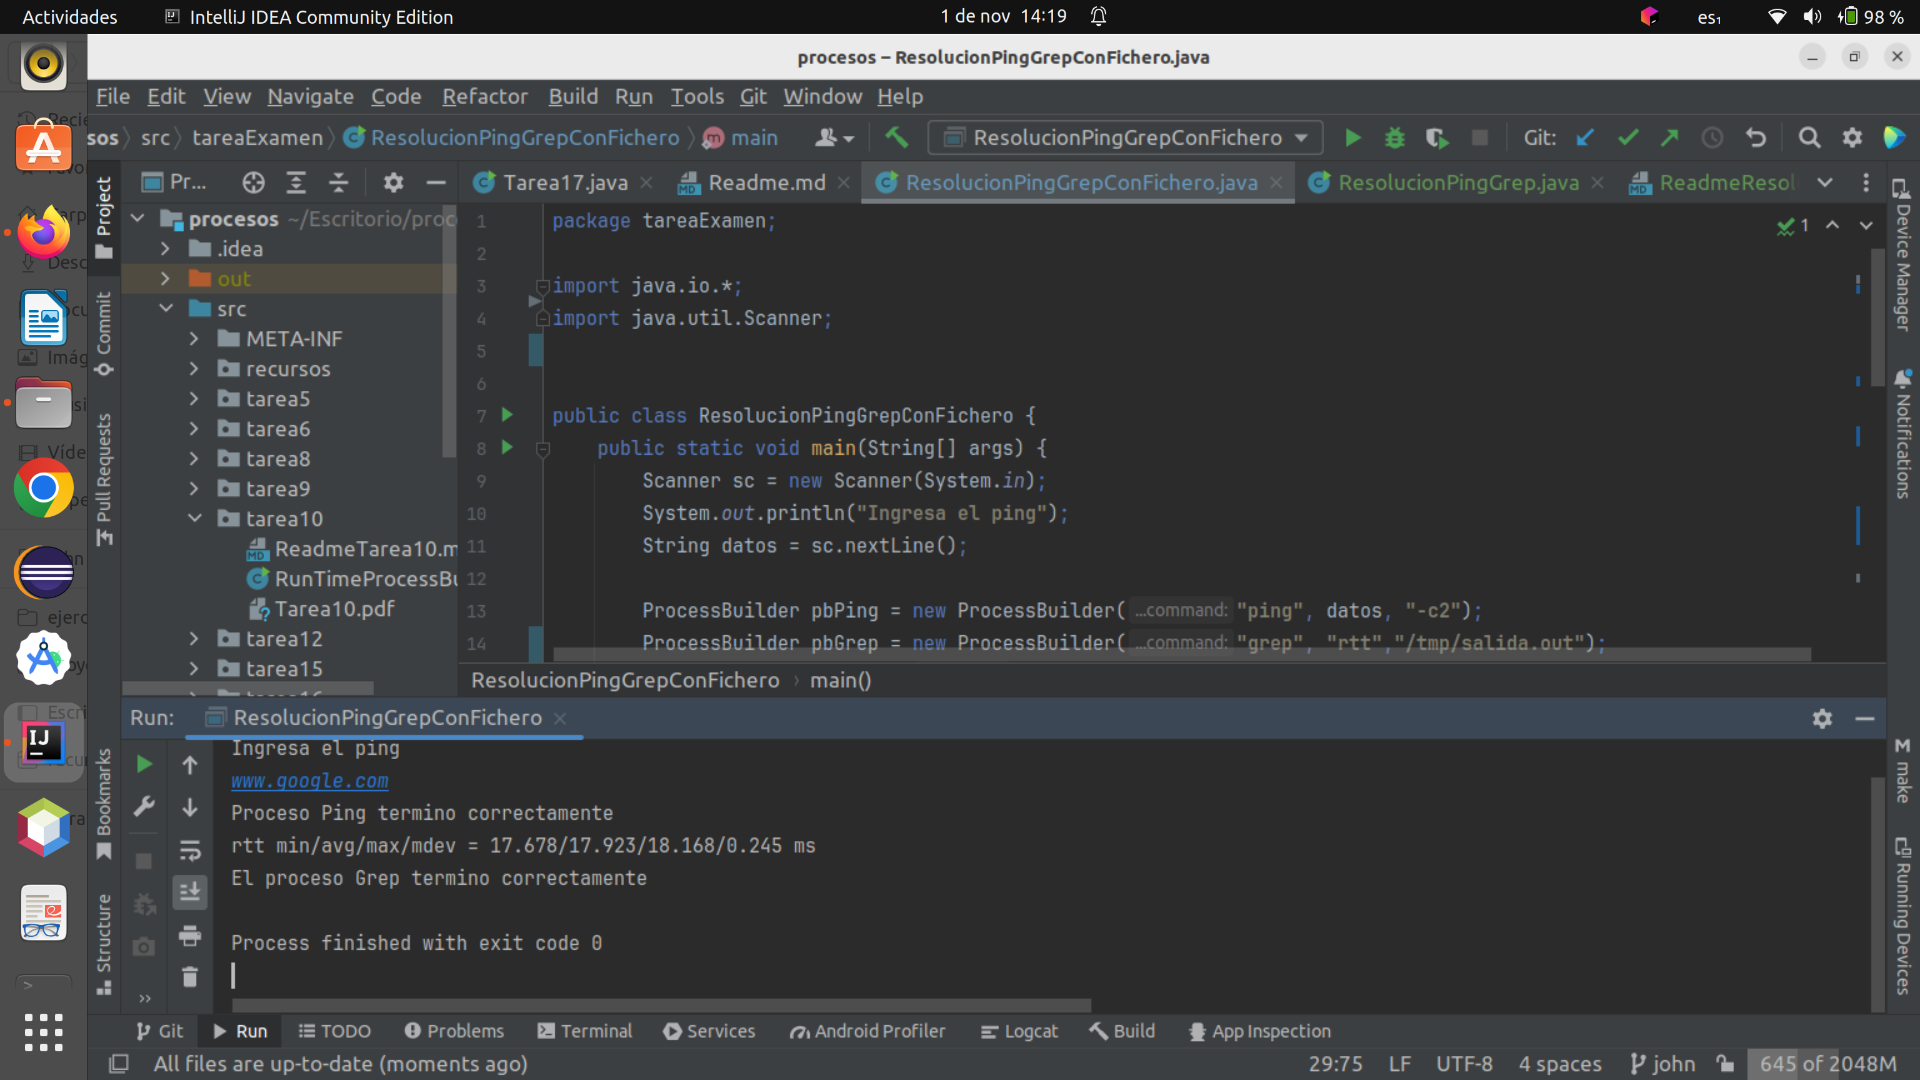 Actividades
IntelliJ IDEA Community Edition
1 de nov 14:19
es₁
98 %
procesos – ResolucionPingGrepConFichero.java
File Edit View Navigate Code Refactor Build Run Tools Git Window Help
sos src tareaExamen ResolucionPingGrepConFichero main
ResolucionPingGrepConFichero
Git:
Project
Commit
Pull Requests
Bookmarks
Structure
Pr...
procesos ~/Escritorio/proc
.idea
out
src
META-INF
recursos
tarea5
tarea6
tarea8
tarea9
tarea10
ReadmeTarea10.m
RunTimeProcessBu
Tarea10.pdf
tarea12
tarea15
Tarea17.java
Readme.md
ResolucionPingGrepConFichero.java
ResolucionPingGrep.java
ReadmeResol
1 package tareaExamen;
2
3 import java.io.*;
4 import java.util.Scanner;
5
6
7 public class ResolucionPingGrepConFichero {
8 public static void main(String[] args) {
9 Scanner sc = new Scanner(System.in);
10 System.out.println("Ingresa el ping");
11 String datos = sc.nextLine();
12
13 ProcessBuilder pbPing = new ProcessBuilder( ...command: "ping", datos, "-c2");
14 ProcessBuilder pbGrep = new ProcessBuilder( ...command: "grep", "rtt","/tmp/salida.out");
1
ResolucionPingGrepConFichero › main()
Device Manager
Notifications
make
Running Devices
Run: ResolucionPingGrepConFichero
Ingresa el ping
www.google.com
Proceso Ping termino correctamente
rtt min/avg/max/mdev = 17.678/17.923/18.168/0.245 ms
El proceso Grep termino correctamente
Process finished with exit code 0
Git Run TODO Problems Terminal Services Android Profiler Logcat Build App Inspection
All files are up-to-date (moments ago)
29:75 LF UTF-8 4 spaces john 645 of 2048M